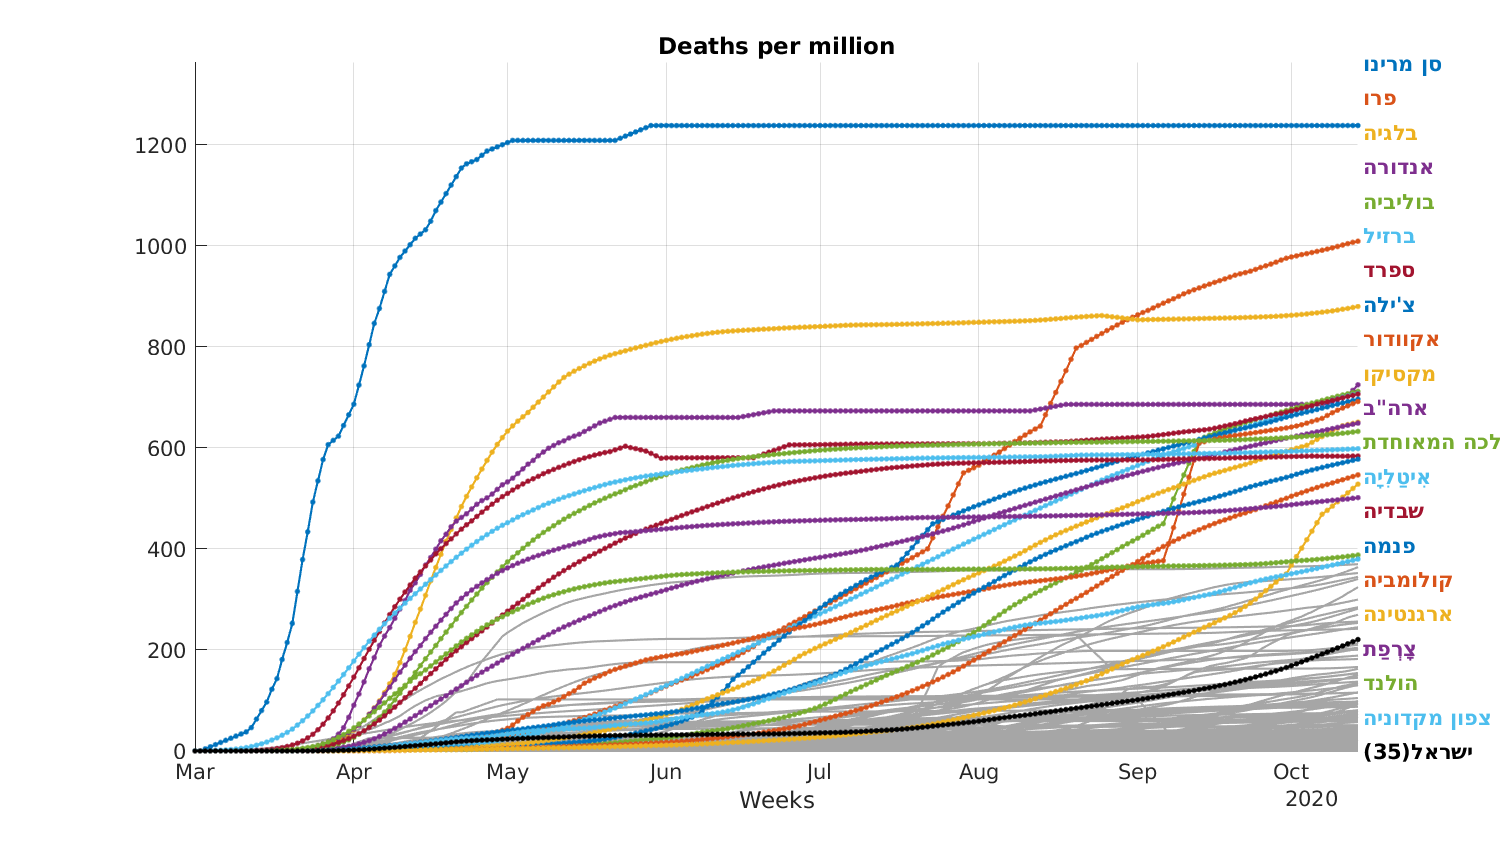 Deaths per million
1200
1000
800
600
400
200
0
Mar
Apr
May
Jun
Jul
Aug
Sep
Oct
2020
Weeks
סן מרינו
פרו
בלגיה
אנדורה
בוליביה
ברזיל
ספרד
צ'ילה
אקוודור
מקסיקו
ארה"ב
לכה המאוחדת
אִיטַלִיָה
שבדיה
פנמה
קולומביה
ארגנטינה
צָרְפַת
הולנד
צפון מקדוניה
ישראל(35)